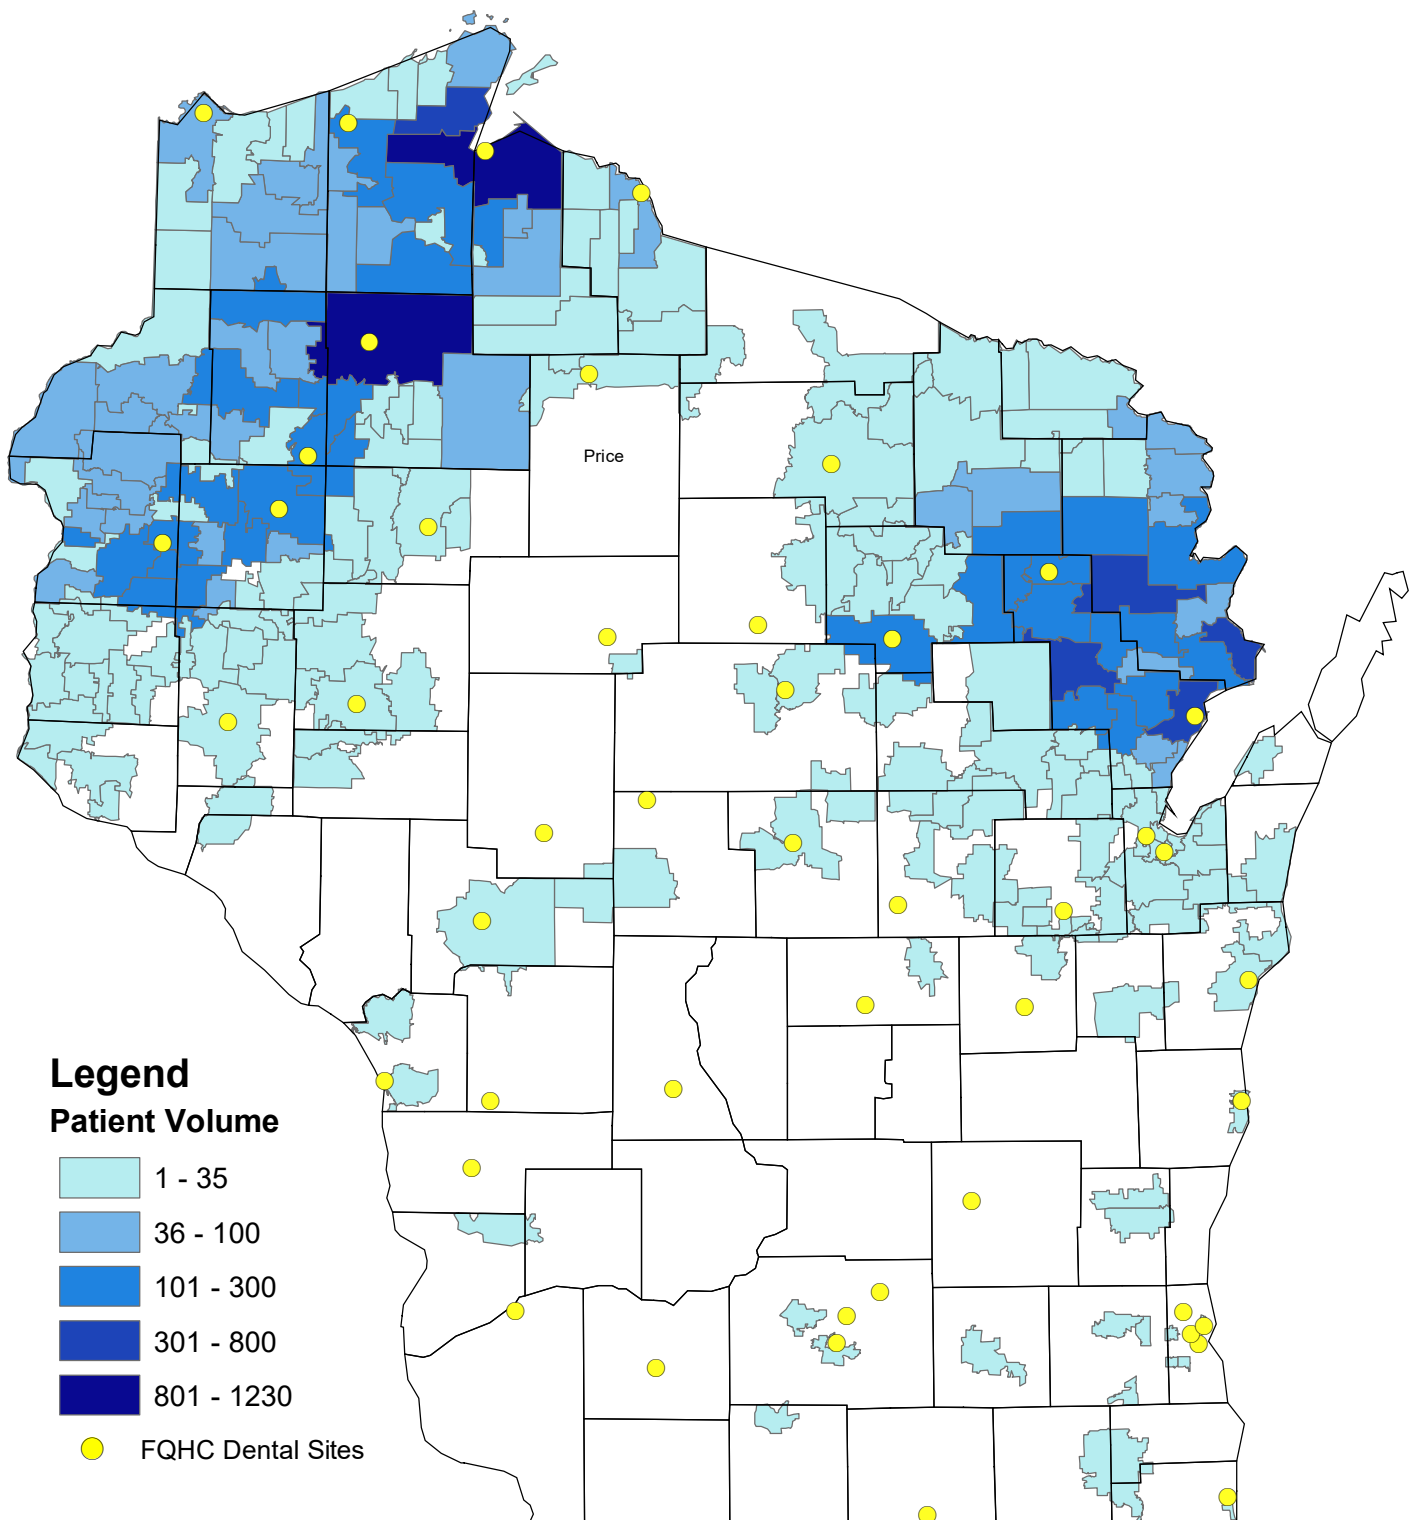 Price
Legend
Patient Volume
1 - 35
36 - 100
101 - 300
301 - 800
801 - 1230
FQHC Dental Sites